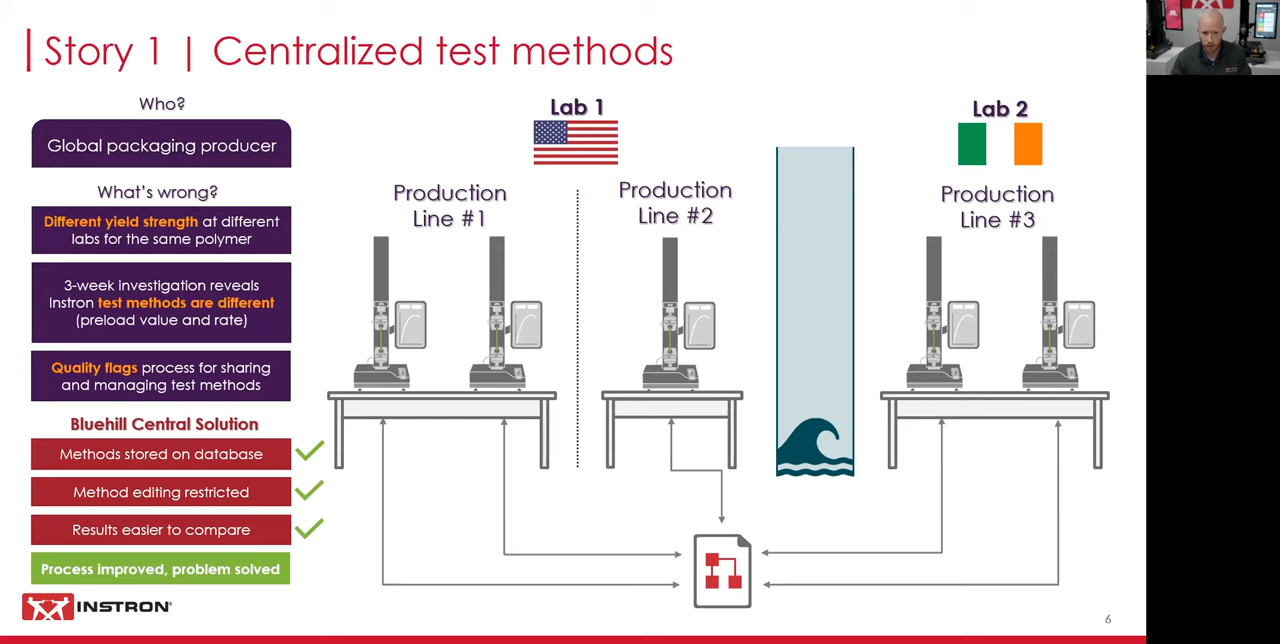 Story 1 | Centralized test methods
Who?
Global packaging producer
What's wrong?
Different yield strength at different
labs for the same polymer
3-week investigation reveals
Instron test methods are different
(preload value and rate)
Quality flags process for sharing
and managing test methods
Bluehill Central Solution
Methods stored on database
Method editing restricted
Results easier to compare
Process improved, problem solved
INSTRON®
Lab 1
Production
Line #1
Production
Line #2
Lab 2
Production
Line #3
6